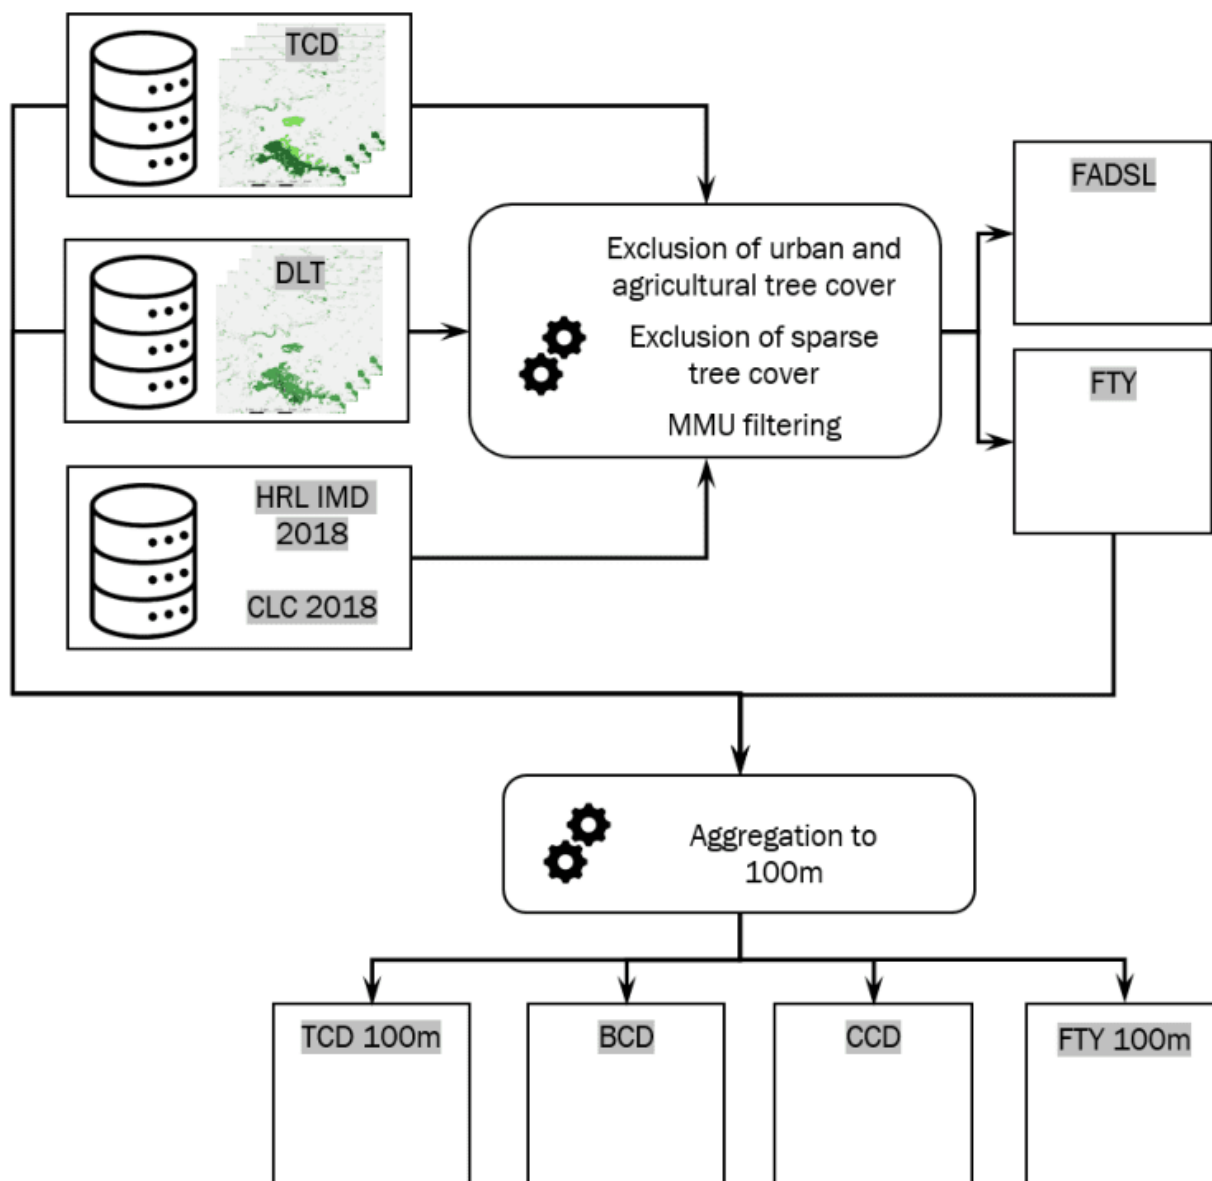 TCD
DLT
HRL IMD
2018
CLC 2018
Exclusion of urban and
agricultural tree cover
Exclusion of sparse
tree cover
MMU filtering
FADSL
FTY
Aggregation to
100m
TCD 100m
BCD
CCD
FTY 100m